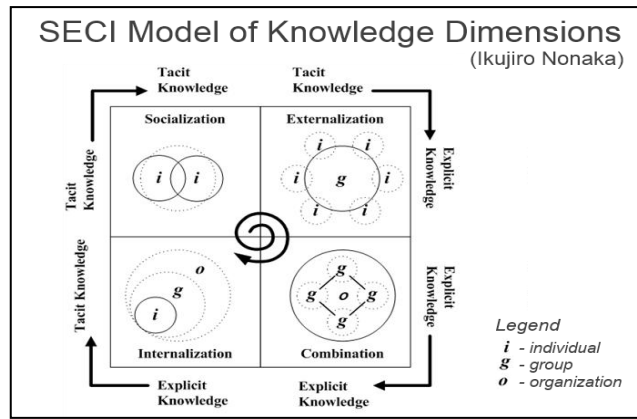 SECI Model of Knowledge Dimensions
(Ikujiro Nonaka)
Tacit
Knowledge
Tacit
Knowledge
Socialization
Externalization
i
i
i
i
i
g
i
i
i
Tacit
Knowledge
Explicit
Knowledge
o
g
i
g
g
o
g
g
Tacit Knowledge
Explicit
Knowledge
Internalization
Combination
Explicit
Knowledge
Explicit
Knowledge
Legend
i - individual
g - group
o - organization